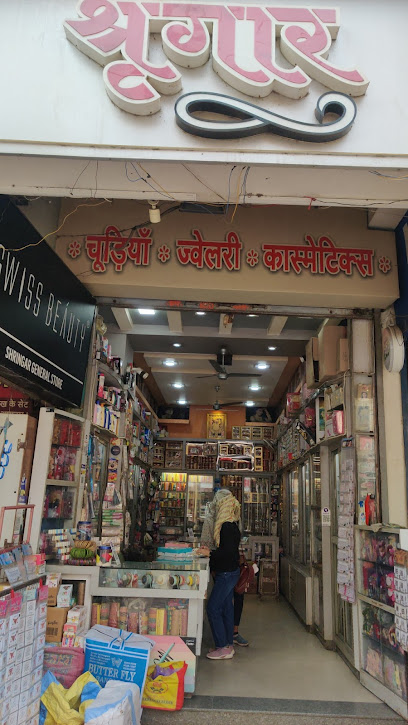 श्रृंगार
* चूड़ियाँ * ज्वेलरी * कास्मेटिक्स *
SWISS BEAUTY
SHRINGAR GENERAL STORE
के सेट
BUTTER FLY